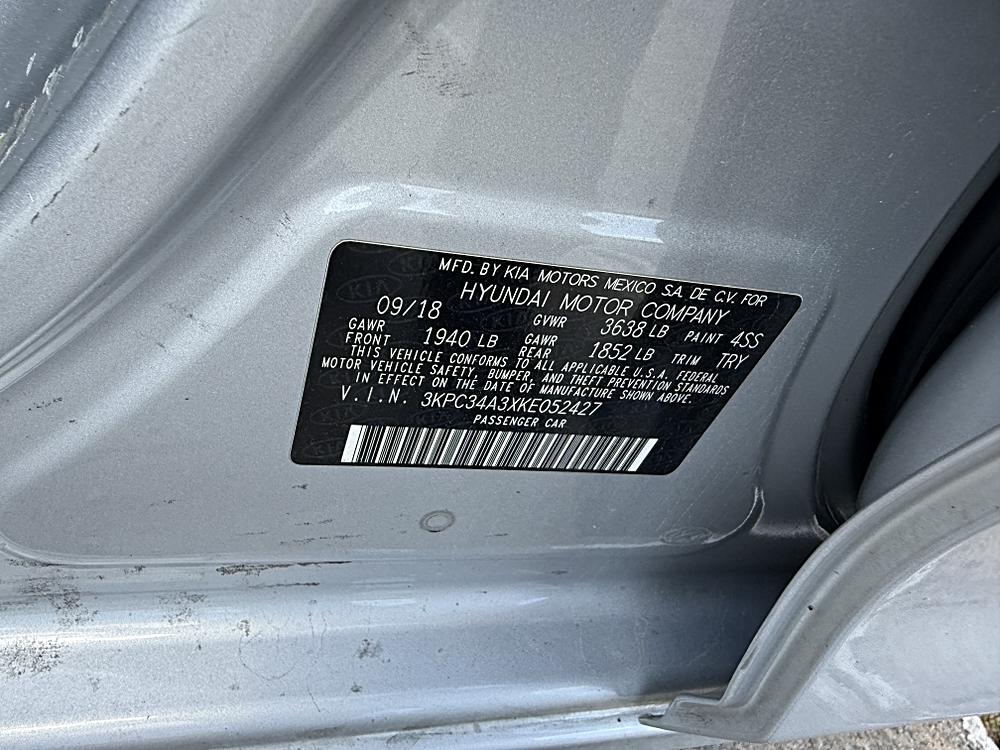 MFD. BY KIA MOTORS MEXICO S.A. DE C.V. FOR
HYUNDAI MOTOR COMPANY
09/18 GVWR 3638 LB PAINT 4SS
GAWR FRONT 1940 LB GAWR REAR 1852 LB TRIM TRY
THIS VEHICLE CONFORMS TO ALL APPLICABLE U.S.A. FEDERAL
MOTOR VEHICLE SAFETY, BUMPER, AND THEFT PREVENTION STANDARDS
IN EFFECT ON THE DATE OF MANUFACTURE SHOWN ABOVE.
V.I.N. 3KPC34A3XKE052427
PASSENGER CAR